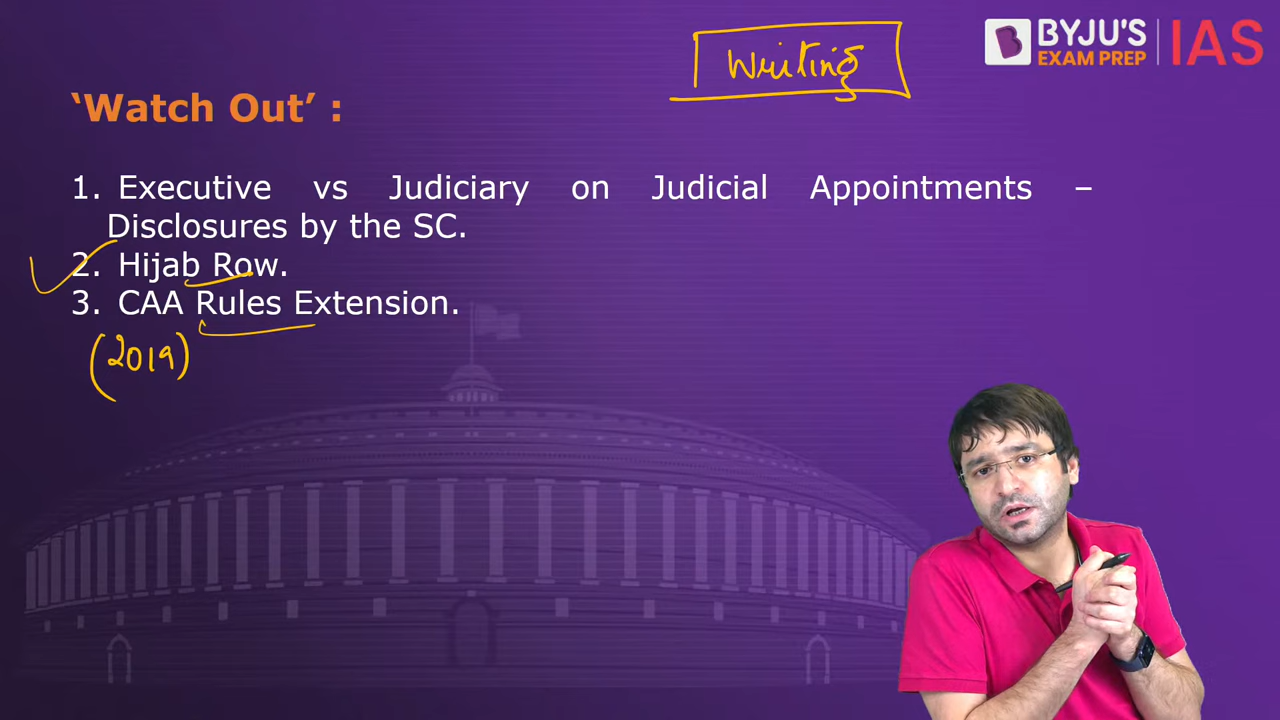 Writing
BYJU'S
EXAM PREP
IAS
‘Watch Out’ :
1. Executive vs Judiciary on Judicial Appointments –
Disclosures by the SC.
2. Hijab Row.
3. CAA Rules Extension.
(2019)